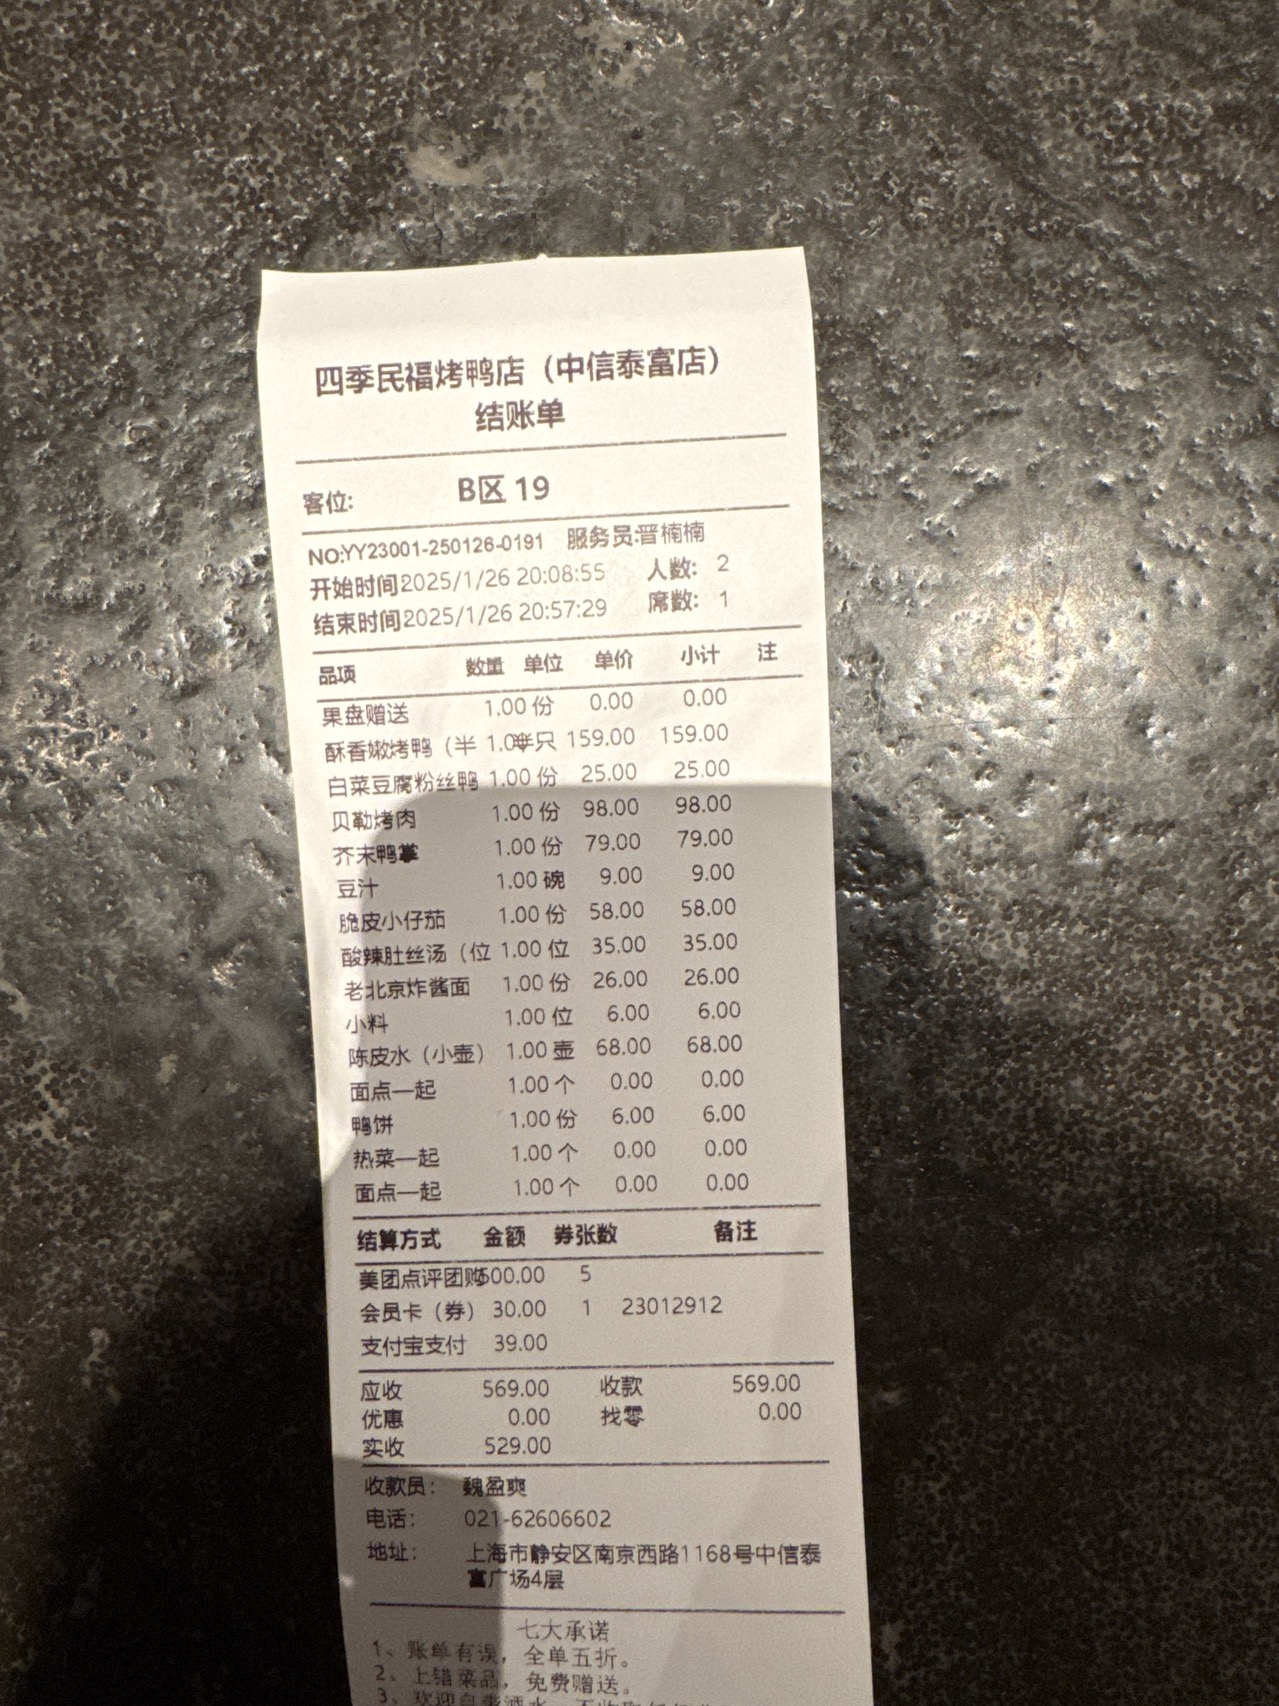 四季民福烤鸭店（中信泰富店）
结账单
客位: B区 19
NO:YY23001-250126-0191 服务员:晋楠楠
开始时间2025/1/26 20:08:55 人数: 2
结束时间2025/1/26 20:57:29 席数: 1
品项 数量 单位 单价 小计 注
果盘赠送 1.00 份 0.00 0.00
酥香嫩烤鸭（半 1.00半只 159.00 159.00
白菜豆腐粉丝鸭 1.00 份 25.00 25.00
贝勒烤肉 1.00 份 98.00 98.00
芥末鸭掌 1.00 份 79.00 79.00
豆汁 1.00 碗 9.00 9.00
脆皮小仔茄 1.00 份 58.00 58.00
酸辣肚丝汤（位 1.00 位 35.00 35.00
老北京炸酱面 1.00 份 26.00 26.00
小料 1.00 位 6.00 6.00
陈皮水（小壶） 1.00 壶 68.00 68.00
面点—起 1.00 个 0.00 0.00
鸭饼 1.00 份 6.00 6.00
热菜—起 1.00 个 0.00 0.00
面点—起 1.00 个 0.00 0.00
结算方式 金额 券张数 备注
美团点评团购500.00 5
会员卡（券） 30.00 1 23012912
支付宝支付 39.00
应收 569.00 收款 569.00
优惠 0.00 找零 0.00
实收 529.00
收款员: 魏盈爽
电话: 021-62606602
地址: 上海市静安区南京西路1168号中信泰
富广场4层
七大承诺
1、账单有误，全单五折。
2、上错菜品，免费赠送。
3、欢迎自带酒水，